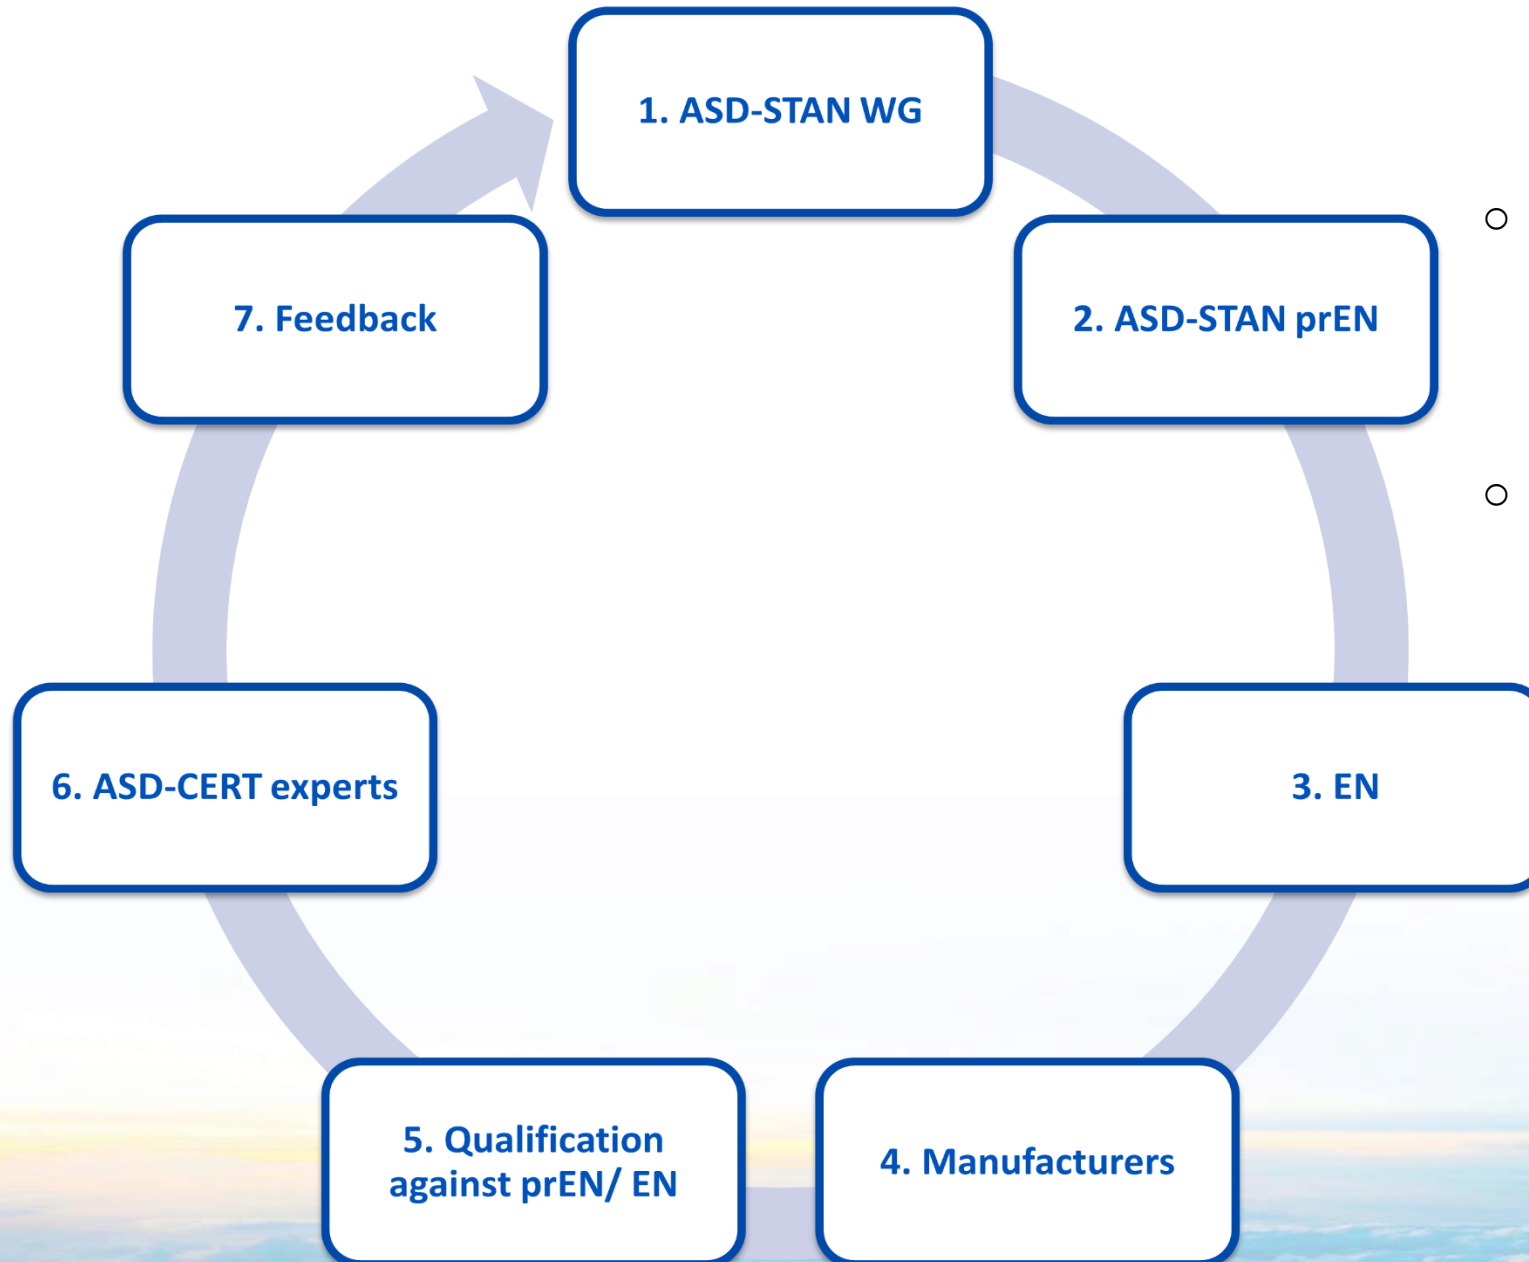 1. ASD-STAN WG
2. ASD-STAN prEN
3. EN
4. Manufacturers
5. Qualification
against prEN/ EN
6. ASD-CERT experts
7. Feedback